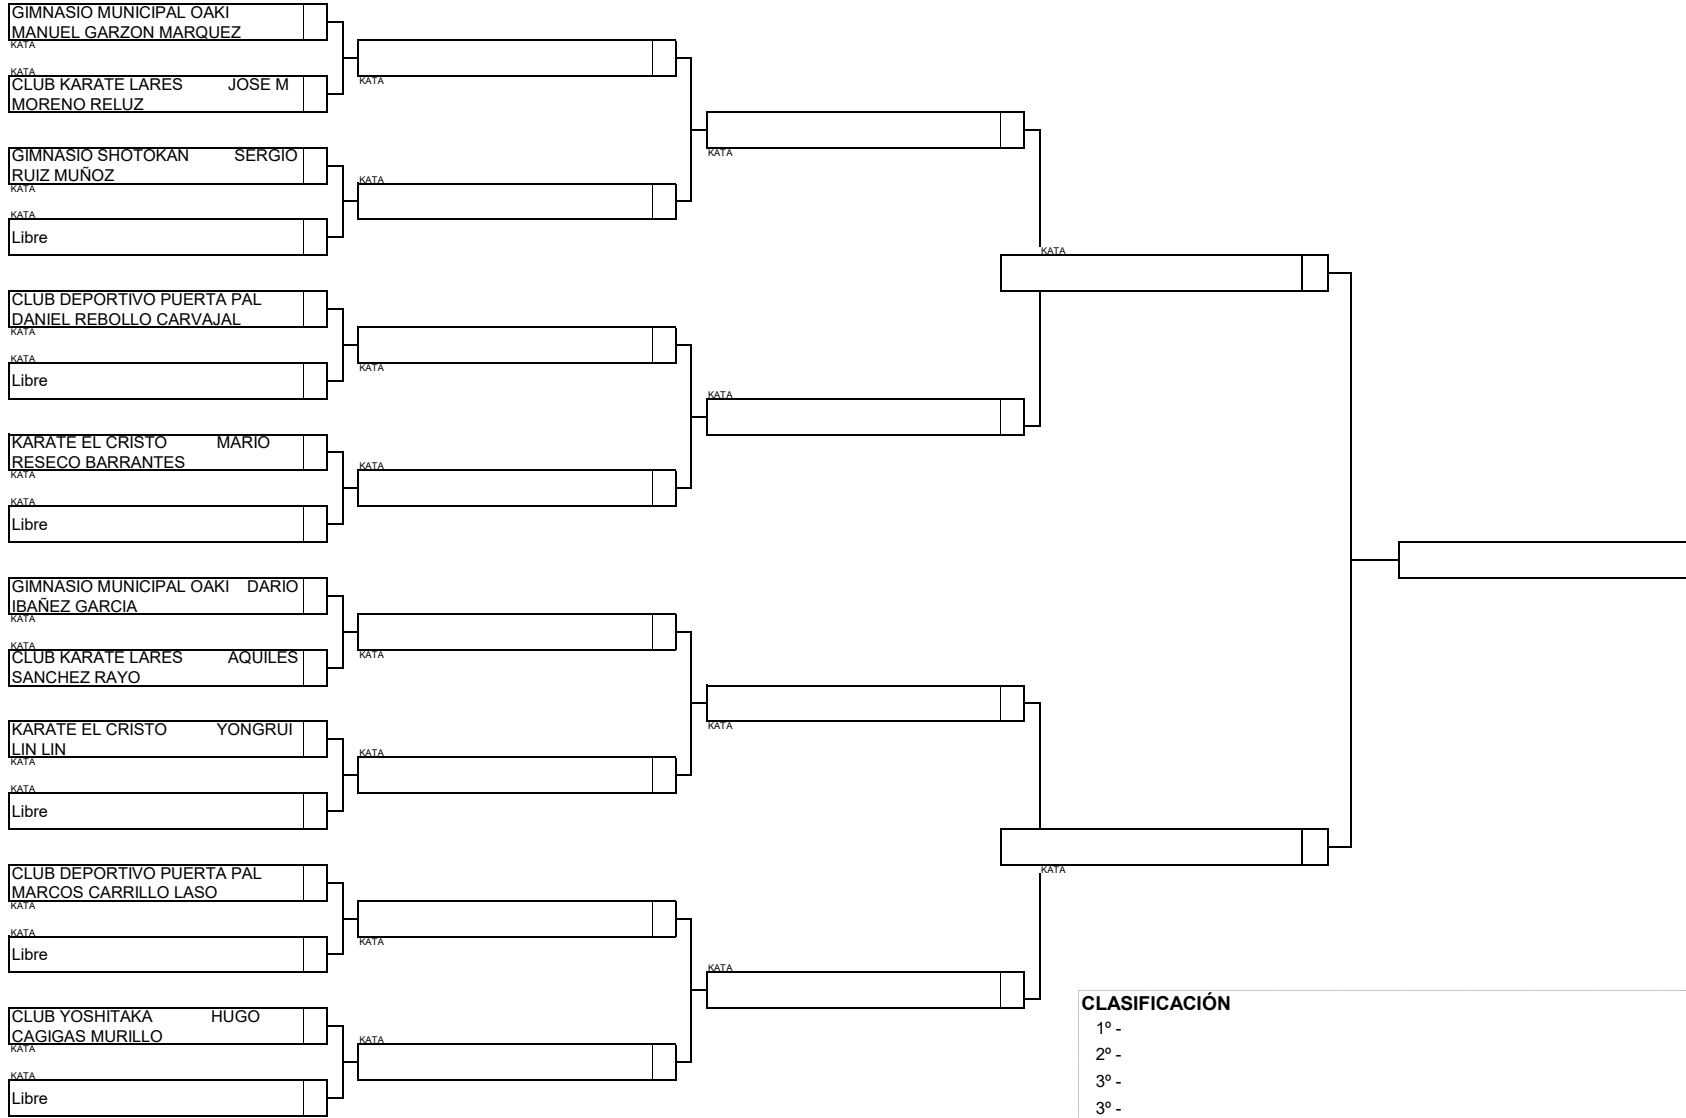 GIMNASIO MUNICIPAL OAKI
MANUEL GARZON MARQUEZ
KATA
KATA
CLUB KARATE LARES JOSE M
MORENO RELUZ
GIMNASIO SHOTOKAN SERGIO
RUIZ MUÑOZ
KATA
KATA
Libre
CLUB DEPORTIVO PUERTA PAL
DANIEL REBOLLO CARVAJAL
KATA
KATA
Libre
KARATE EL CRISTO MARIO
RESECO BARRANTES
KATA
KATA
Libre
GIMNASIO MUNICIPAL OAKI DARIO
IBAÑEZ GARCIA
KATA
KATA
CLUB KARATE LARES AQUILES
SANCHEZ RAYO
KARATE EL CRISTO YONGRUI
LIN LIN
KATA
KATA
Libre
CLUB DEPORTIVO PUERTA PAL
MARCOS CARRILLO LASO
KATA
KATA
Libre
CLUB YOSHITAKA HUGO
CAGIGAS MURILLO
KATA
KATA
Libre
KATA
KATA
KATA
KATA
KATA
KATA
KATA
KATA
KATA
KATA
KATA
KATA
KATA
KATA
CLASIFICACIÓN
1º -
2º -
3º -
3º -